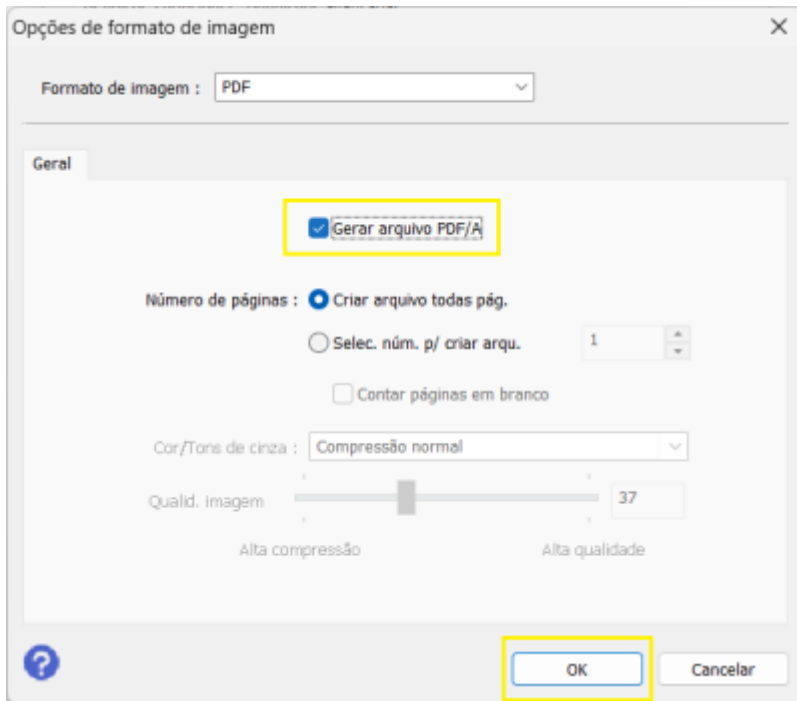 Opções de formato de imagem
Formato de imagem : PDF
Geral
Gerar arquivo PDF/A
Número de páginas : Criar arquivo todas pág.
Selec. núm. p/ criar arqu. 1
Contar páginas em branco
Cor/Tons de cinza : Compressão normal
Qualid. imagem 37
Alta compressão Alta qualidade
? OK Cancelar